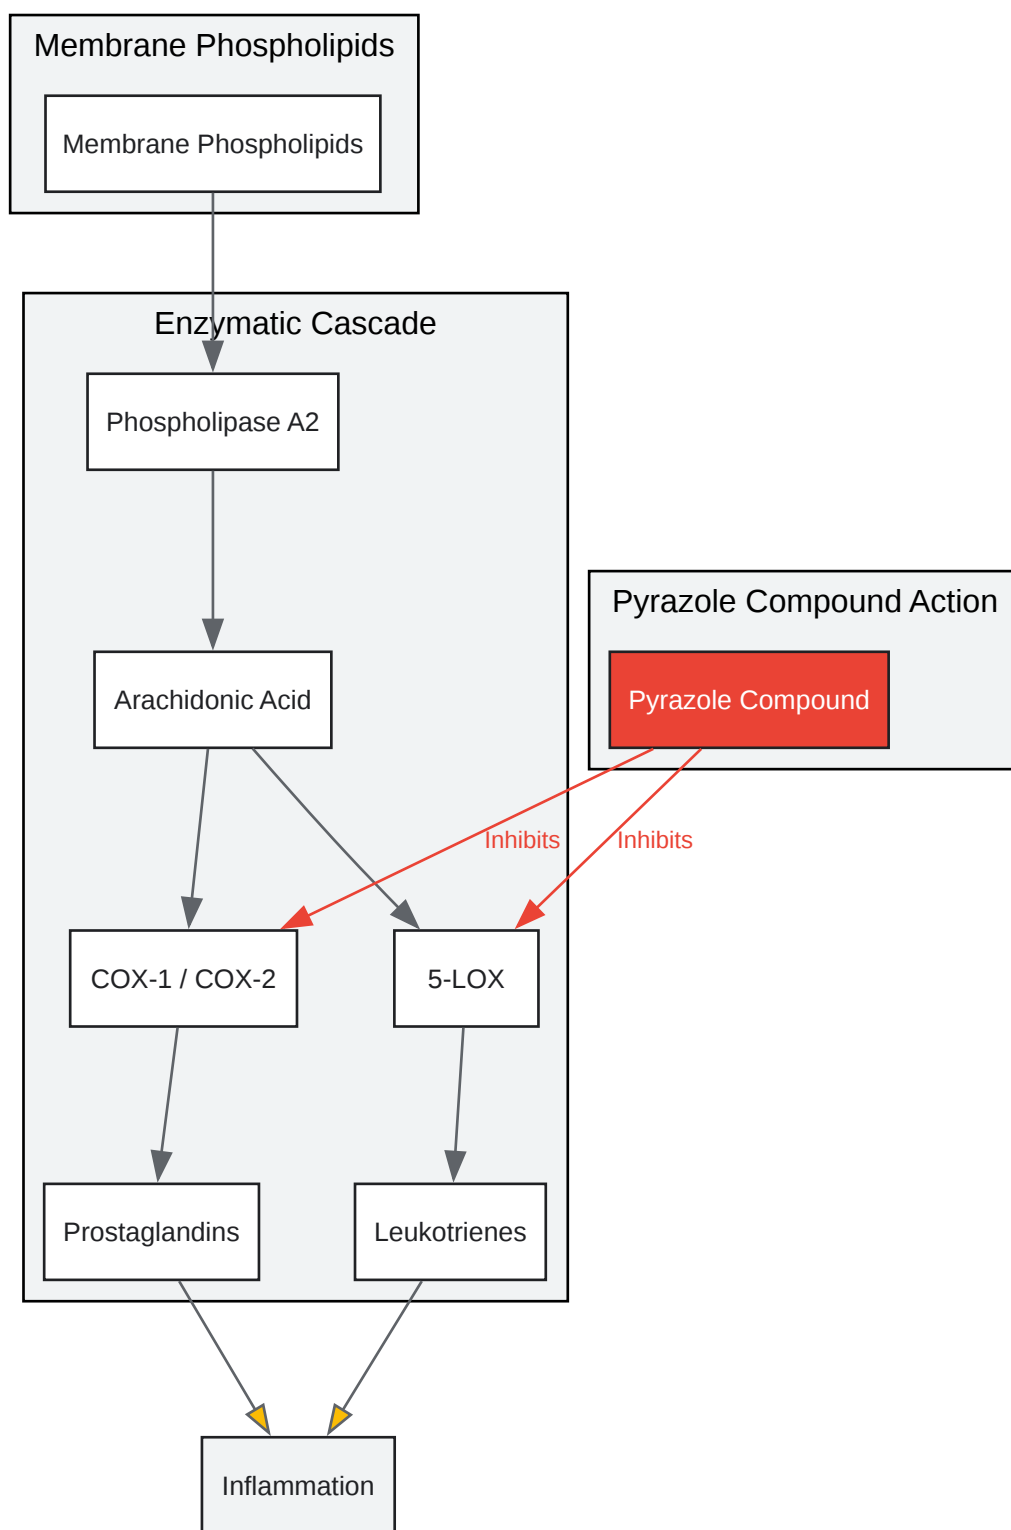 Membrane Phospholipids
Membrane Phospholipids
Enzymatic Cascade
Phospholipase A2
Pyrazole Compound Action
Arachidonic Acid
Pyrazole Compound
Inhibits
Inhibits
COX-1 / COX-2
5-LOX
Prostaglandins
Leukotrienes
Inflammation